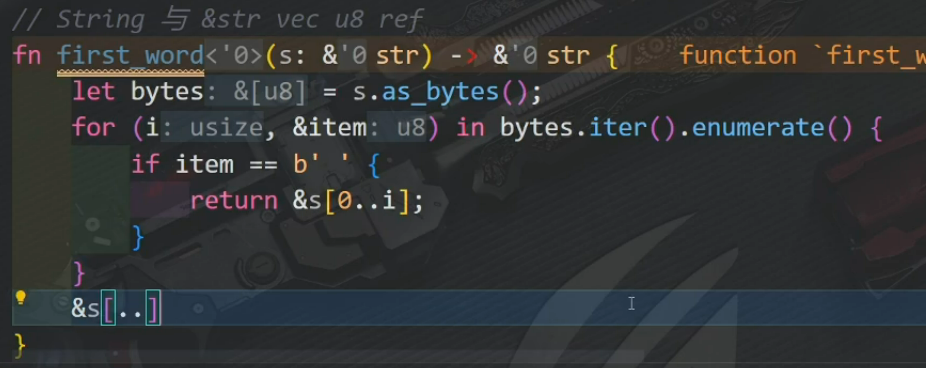 // String 与 &str vec u8 ref
fn first_word<'0>(s: &'0 str) -> &'0 str {    function `first_w
let bytes: &[u8] = s.as_bytes();
for (i: usize, &item: u8) in bytes.iter().enumerate() {
if item == b' ' {
return &s[0..i];
}
}
&s[..]
}